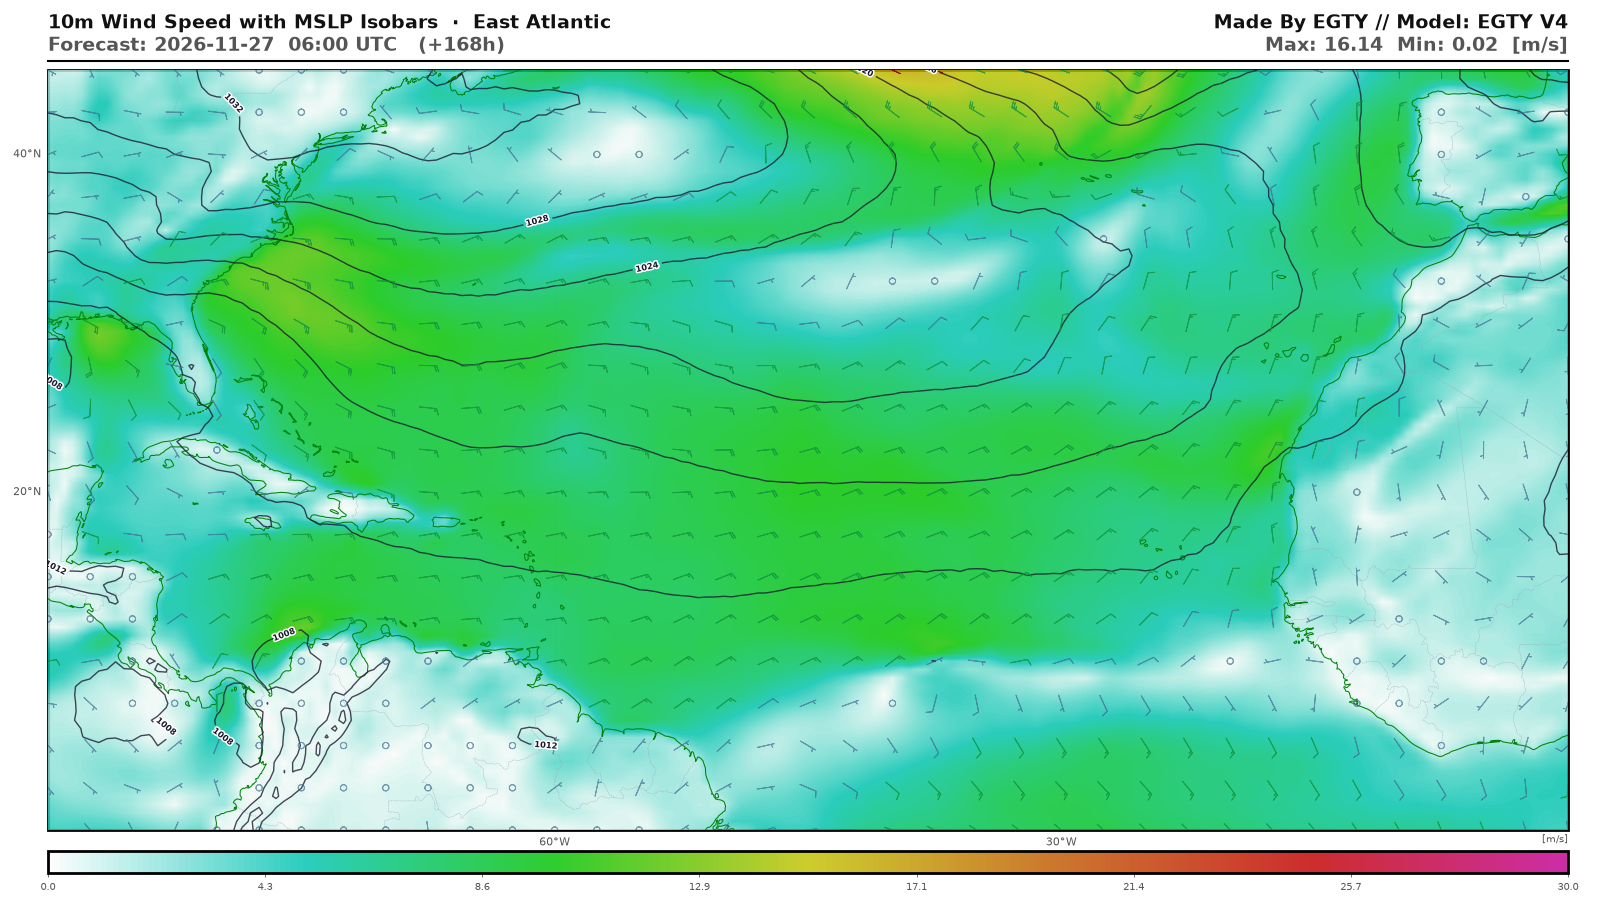 10m Wind Speed with MSLP Isobars · East Atlantic
Made By EGTY // Model: EGTY V4
Forecast: 2026-11-27 06:00 UTC (+168h)
Max: 16.14 Min: 0.02 [m/s]
1032
40°N
1028
1024
1012
20°N
1008
1008
1008
1012
60°W
30°W
[m/s]
0.0
4.3
8.6
12.9
17.1
21.4
25.7
30.0